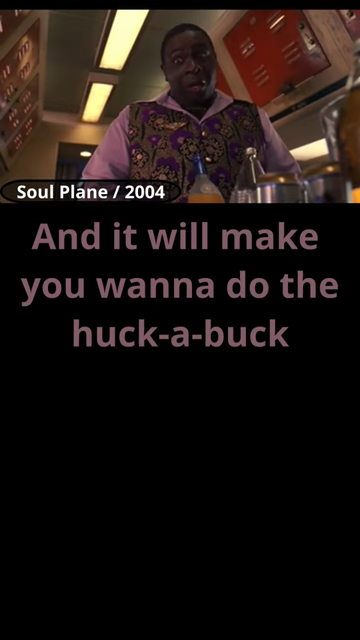 Soul Plane / 2004
And it will make
you wanna do the
huck-a-buck